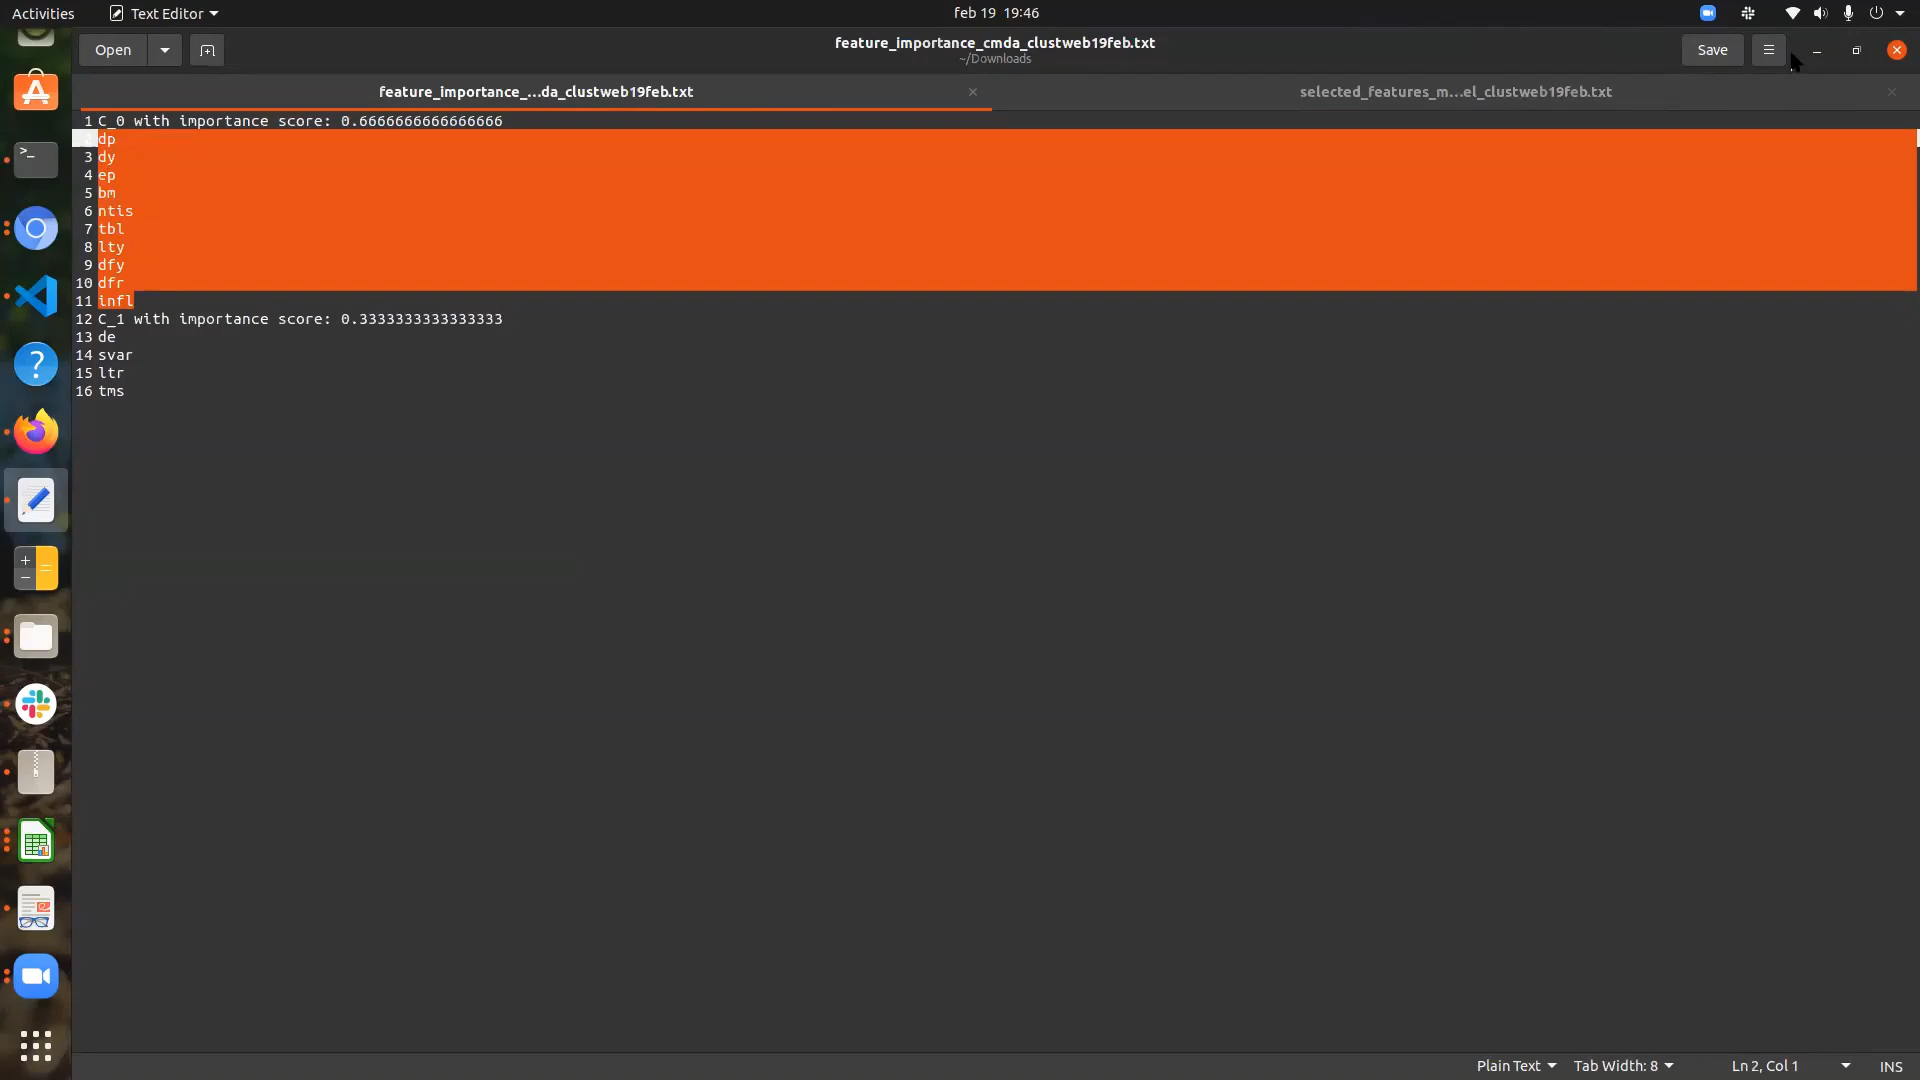 Activities
Text Editor
feb 19 19:46
Open
feature_importance_cmda_clustweb19feb.txt
~/Downloads
Save
feature_importance_...da_clustweb19feb.txt
selected_features_m...el_clustweb19feb.txt
1 C_0 with importance score: 0.6666666666666666
dp
3 dy
4 ep
5 bm
6 ntis
7 tbl
8 lty
9 dfy
10 dfr
11 infl
12 C_1 with importance score: 0.3333333333333333
13 de
14 svar
15 ltr
16 tms
Plain Text
Tab Width: 8
Ln 2, Col 1
INS